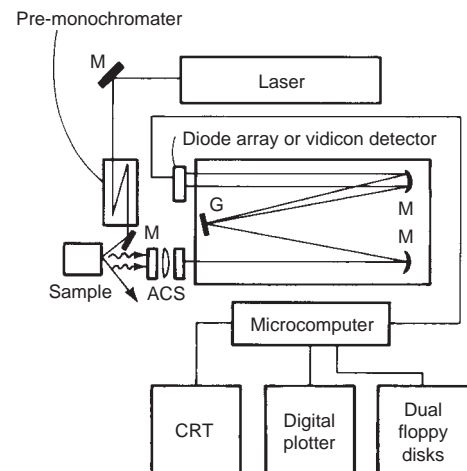 Pre-monochromater
M
Laser
Diode array or vidicon detector
G
M
M
M
Sample
ACS
Microcomputer
CRT
Digital
plotter
Dual
floppy
disks